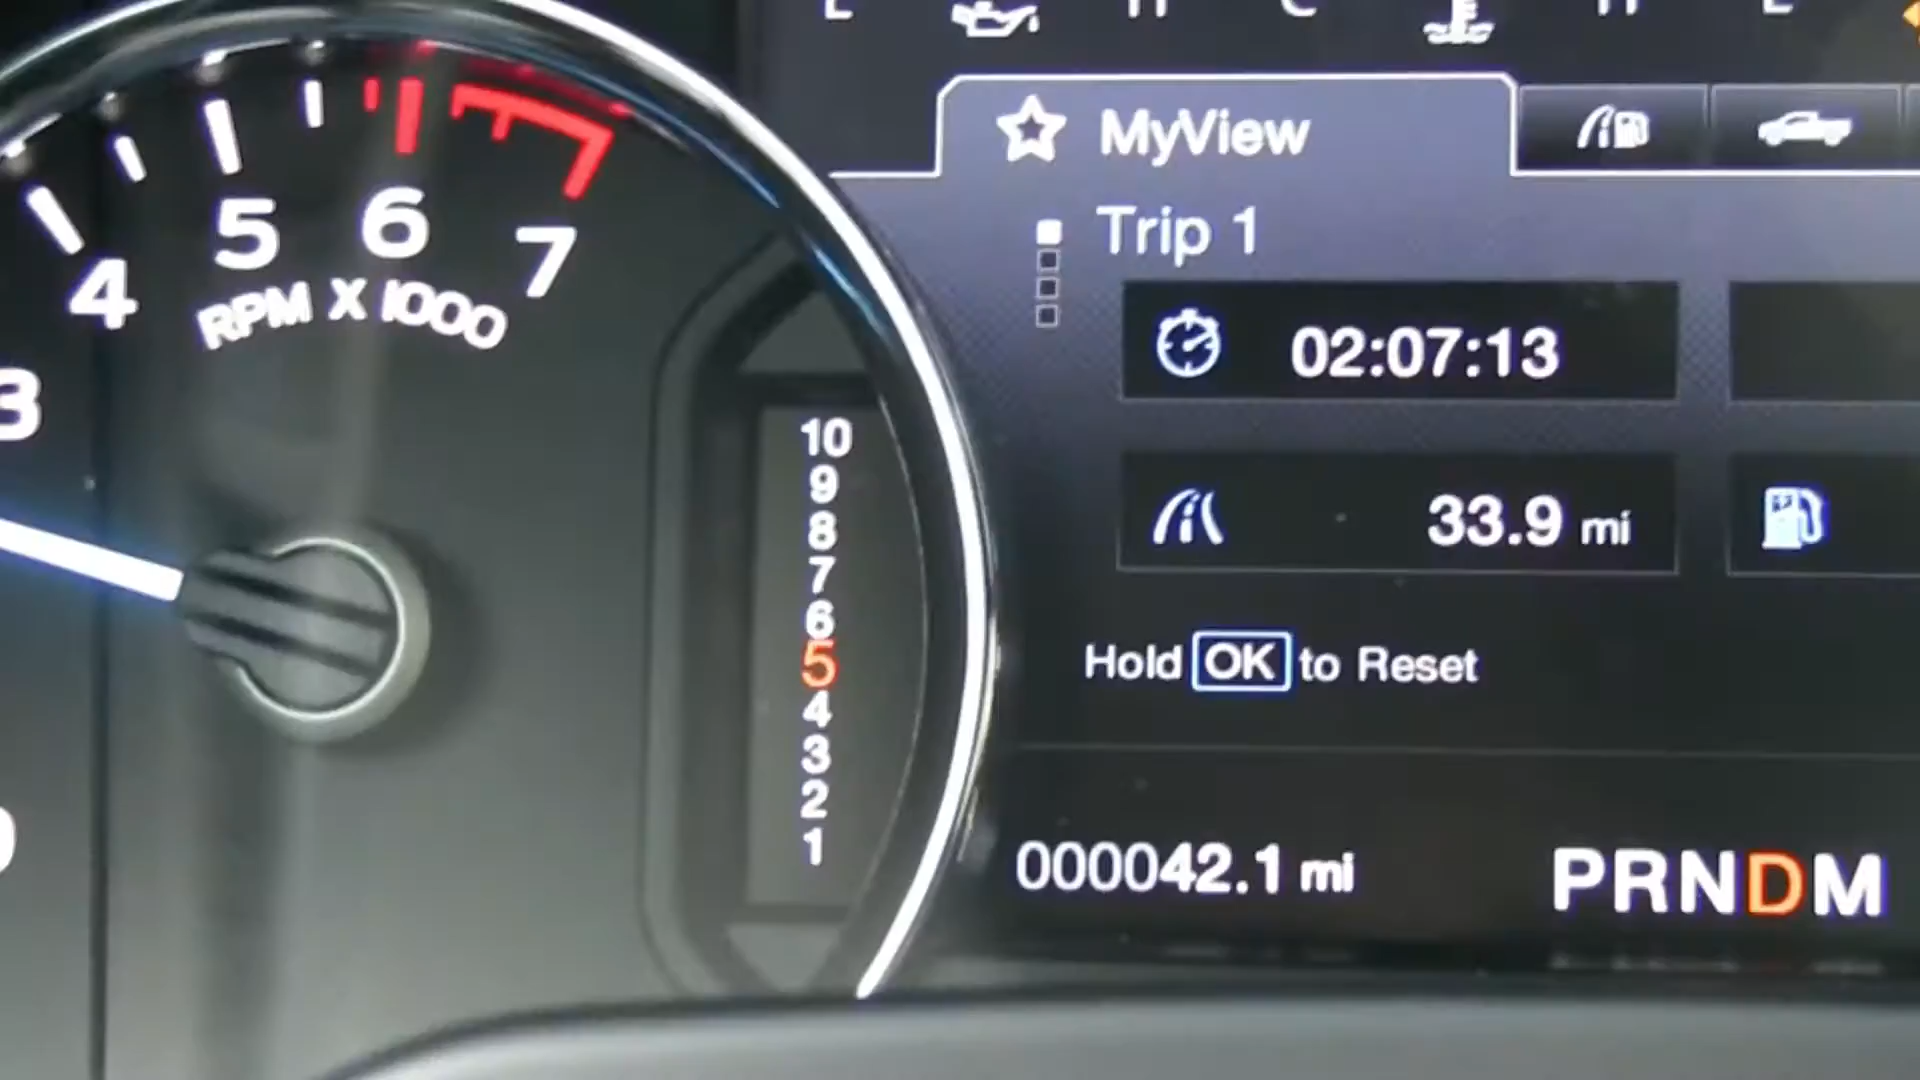 E H C H E
MyView
Trip 1
02:07:13
33.9 mi
Hold OK to Reset
000042.1 mi
PRNDM
3
4
5
6
7
RPM X 1000
10
9
8
7
6
5
4
3
2
1